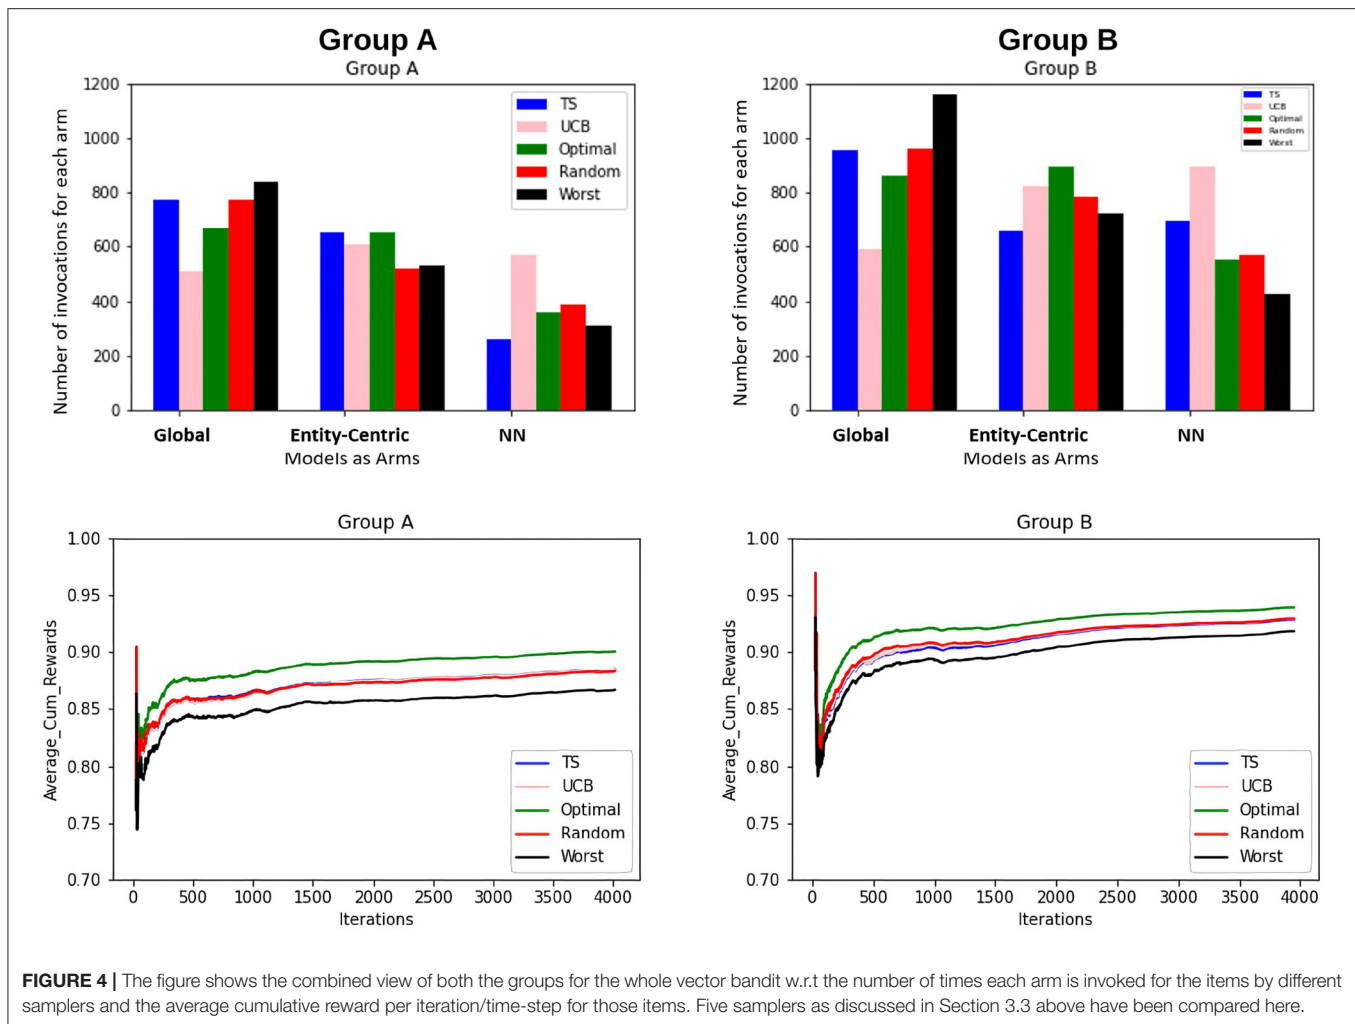 Group A
Group A
1200
1000
800
600
400
200
0
Number of invocations for each arm
TS
UCB
Optimal
Random
Worst
Global Entity-Centric NN
Models as Arms
Group B
Group B
1200
1000
800
600
400
200
0
Number of invocations for each arm
TS
UCB
Optimal
Random
Worst
Global Entity-Centric NN
Models as Arms
Group A
1.00
0.95
0.90
0.85
0.80
0.75
0.70
Average_Cum_Rewards
TS
UCB
Optimal
Random
Worst
0 500 1000 1500 2000 2500 3000 3500 4000
Iterations
Group B
1.00
0.95
0.90
0.85
0.80
0.75
0.70
Average_Cum_Rewards
TS
UCB
Optimal
Random
Worst
0 500 1000 1500 2000 2500 3000 3500 4000
Iterations
FIGURE 4 | The figure shows the combined view of both the groups for the whole vector bandit w.r.t the number of times each arm is invoked for the items by different
samplers and the average cumulative reward per iteration/time-step for those items. Five samplers as discussed in Section 3.3 above have been compared here.